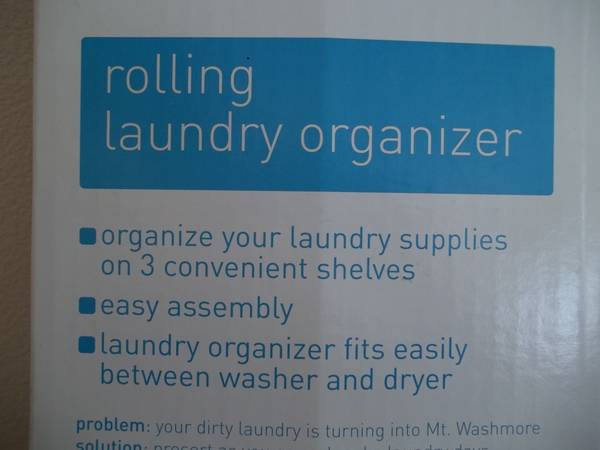 rolling
laundry organizer
organize your laundry supplies
on 3 convenient shelves
easy assembly
laundry organizer fits easily
between washer and dryer
problem: your dirty laundry is turning into Mt. Washmore
solution: